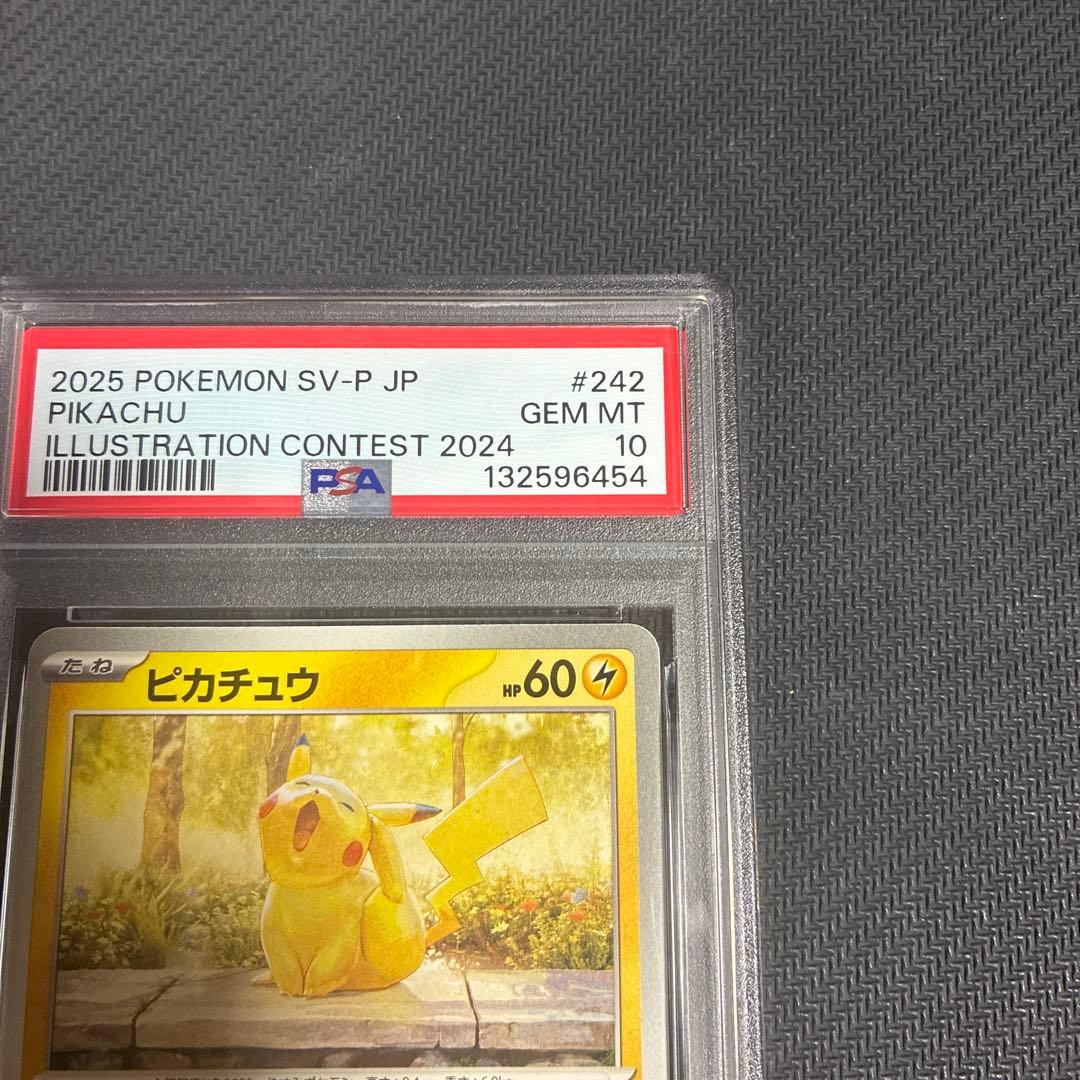 2025 POKEMON SV-P JP #242
PIKACHU GEM MT
ILLUSTRATION CONTEST 2024 10
PSA 132596454
たね ピカチュウ HP60